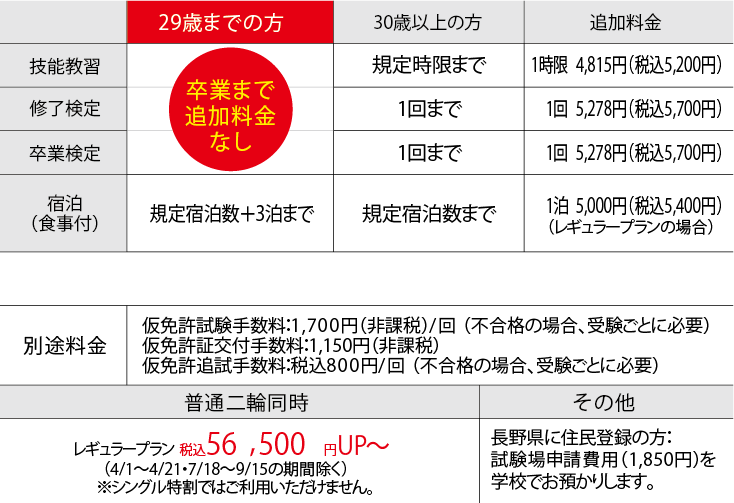 29歳までの方 30歳以上の方 追加料金
技能教習 規定時限まで 1時限 4,815円(税込5,200円)
卒業まで
追加料金
なし
修了検定 1回まで 1回 5,278円(税込5,700円)
卒業検定 1回まで 1回 5,278円(税込5,700円)
宿泊
(食事付)
規定宿泊数+3泊まで 規定宿泊数まで 1泊 5,000円(税込5,400円)
(レギュラープランの場合)
別途料金
仮免許試験手数料:1,700円(非課税)/回 (不合格の場合、受験ごとに必要)
仮免許証交付手数料:1,150円(非課税)
仮免許追試手数料:税込800円/回 (不合格の場合、受験ごとに必要)
普通二輪同時 その他
レギュラープラン 税込56 ,500 円UP〜
(4/1〜4/21・7/18〜9/15の期間除く)
※シングル特割ではご利用いただけません。
長野県に住民登録の方:
試験場申請費用(1,850円)を
学校でお預かりします。